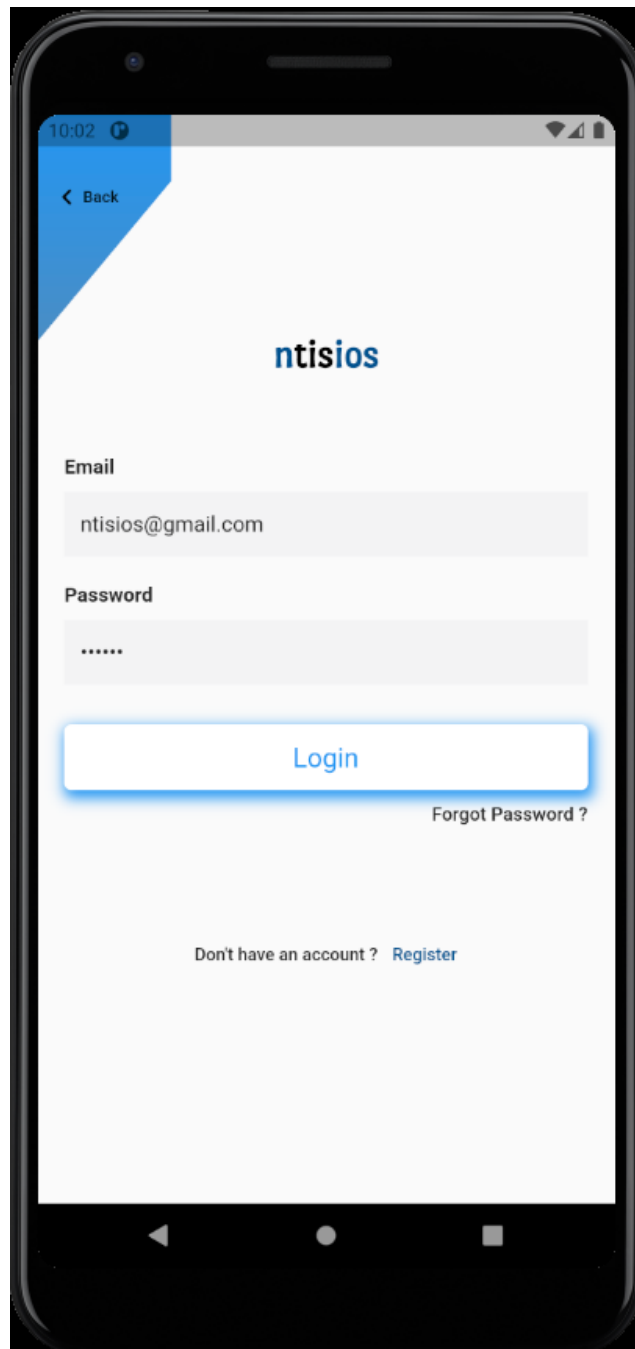 10:02
Back
ntisios
Email
ntisios@gmail.com
Password
••••••
Login
Forgot Password ?
Don't have an account ? Register